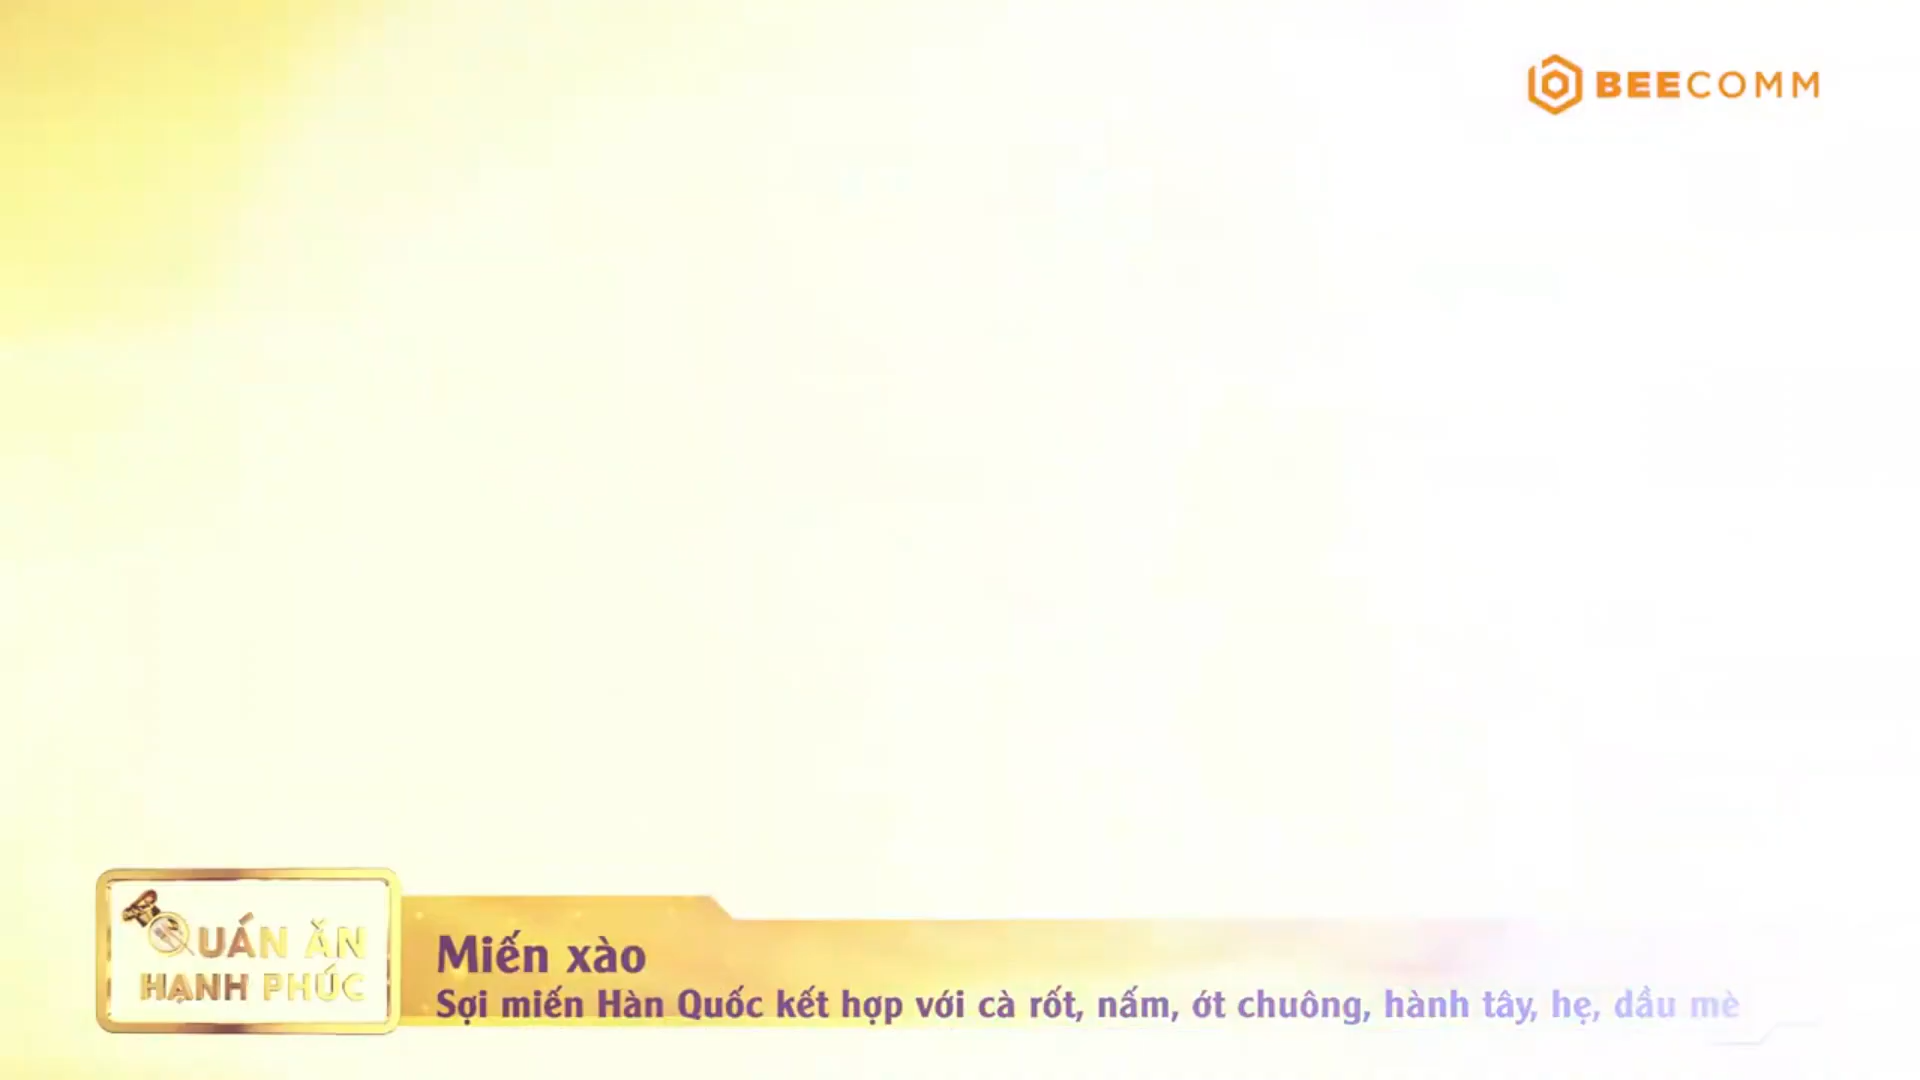 BEECOMM
QUÁN ĂN
HẠNH PHÚC
Miến xào
Sợi miến Hàn Quốc kết hợp với cà rốt, nấm, ớt chuông, hành tây, hẹ, dầu mè